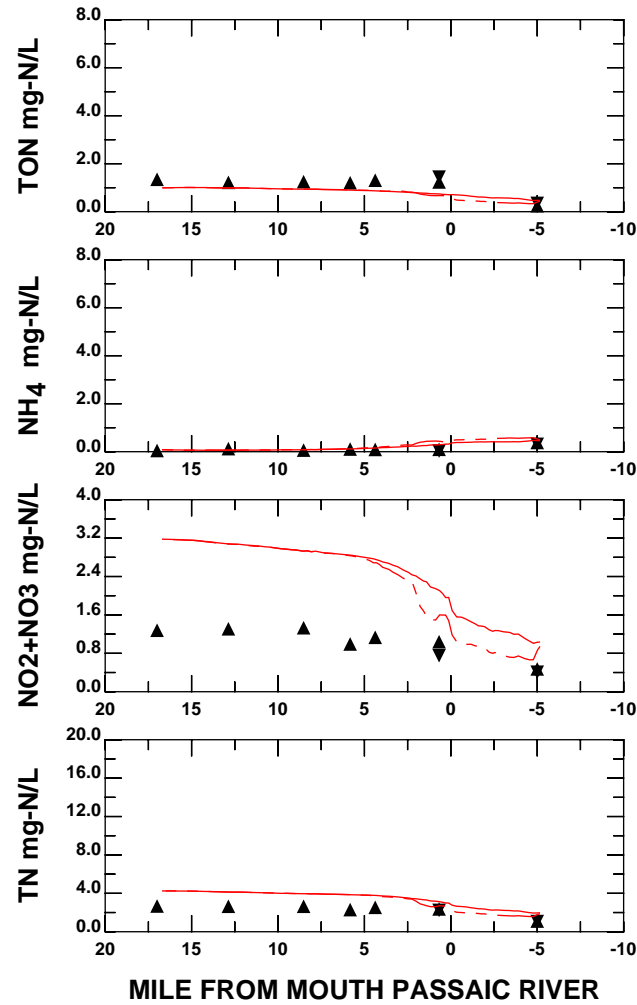 8.0
6.0
4.0
2.0
0.0
TON mg-N/L
20 15 10 5 0 -5 -10
8.0
6.0
4.0
2.0
0.0
NH4 mg-N/L
20 15 10 5 0 -5 -10
4.0
3.2
2.4
1.6
0.8
0.0
NO2+NO3 mg-N/L
20 15 10 5 0 -5 -10
20.0
16.0
12.0
8.0
4.0
0.0
TN mg-N/L
20 15 10 5 0 -5 -10
MILE FROM MOUTH PASSAIC RIVER